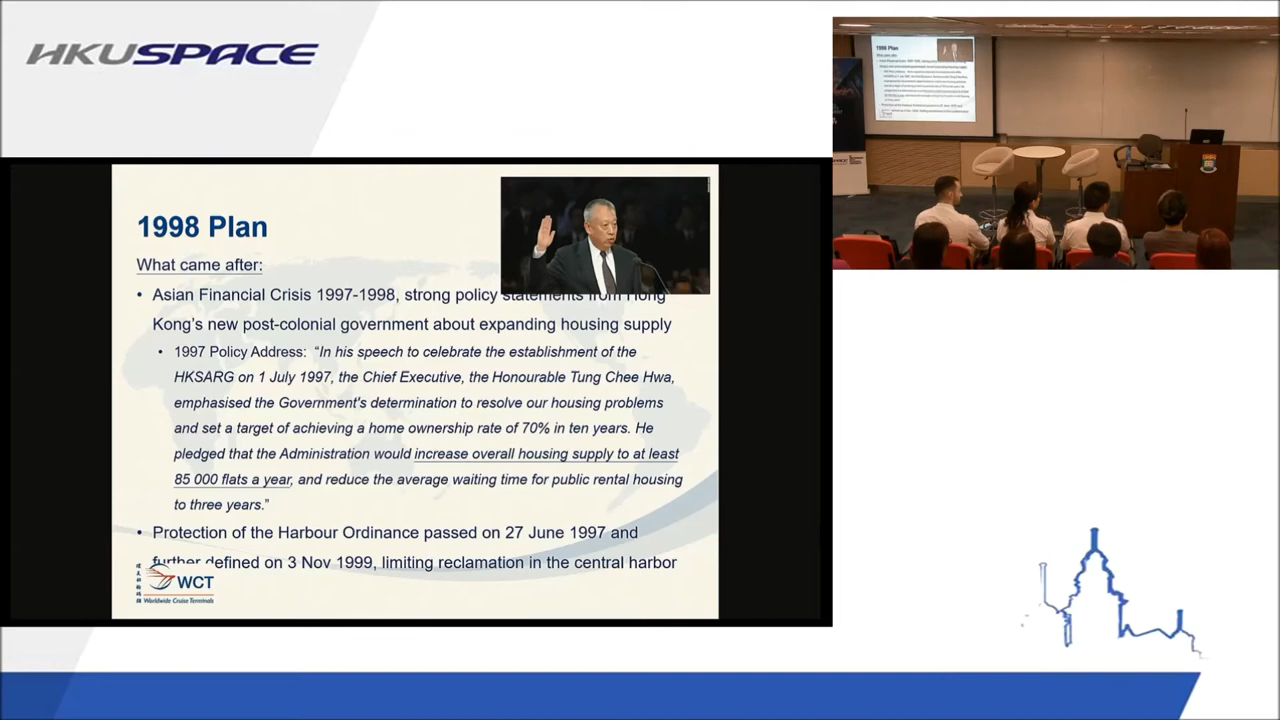 HKUSPACE
1998 Plan
What came after:
• Asian Financial Crisis 1997-1998, strong policy statements from Hong
Kong's new post-colonial government about expanding housing supply
• 1997 Policy Address: “In his speech to celebrate the establishment of the
HKSARG on 1 July 1997, the Chief Executive, the Honourable Tung Chee Hwa,
emphasised the Government's determination to resolve our housing problems
and set a target of achieving a home ownership rate of 70% in ten years. He
pledged that the Administration would increase overall housing supply to at least
85 000 flats a year, and reduce the average waiting time for public rental housing
to three years.”
• Protection of the Harbour Ordinance passed on 27 June 1997 and
further defined on 3 Nov 1999, limiting reclamation in the central harbor
WCT
Worldwide Cruise Terminals
1998 Plan